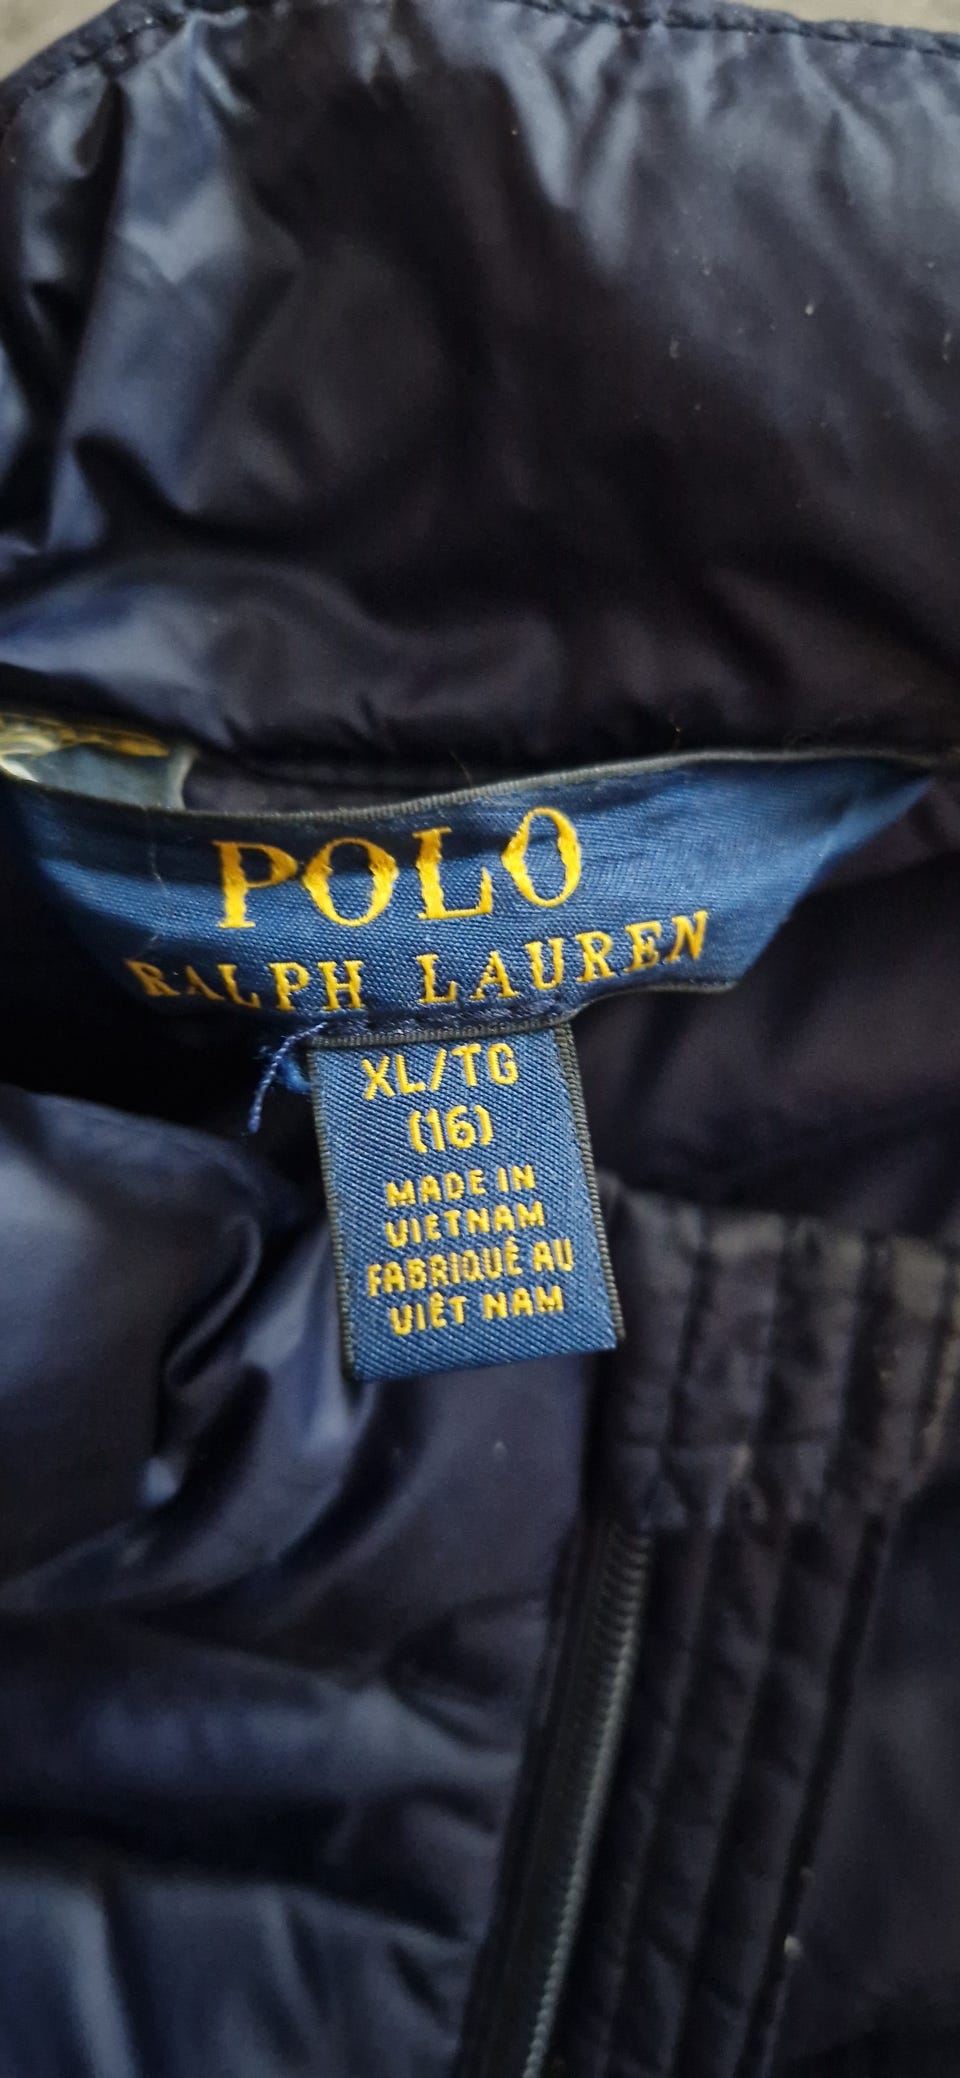 POLO
RALPH LAUREN
XL/TG
(16)
MADE IN
VIETNAM
FABRIQUÉ AU
VIÊT NAM